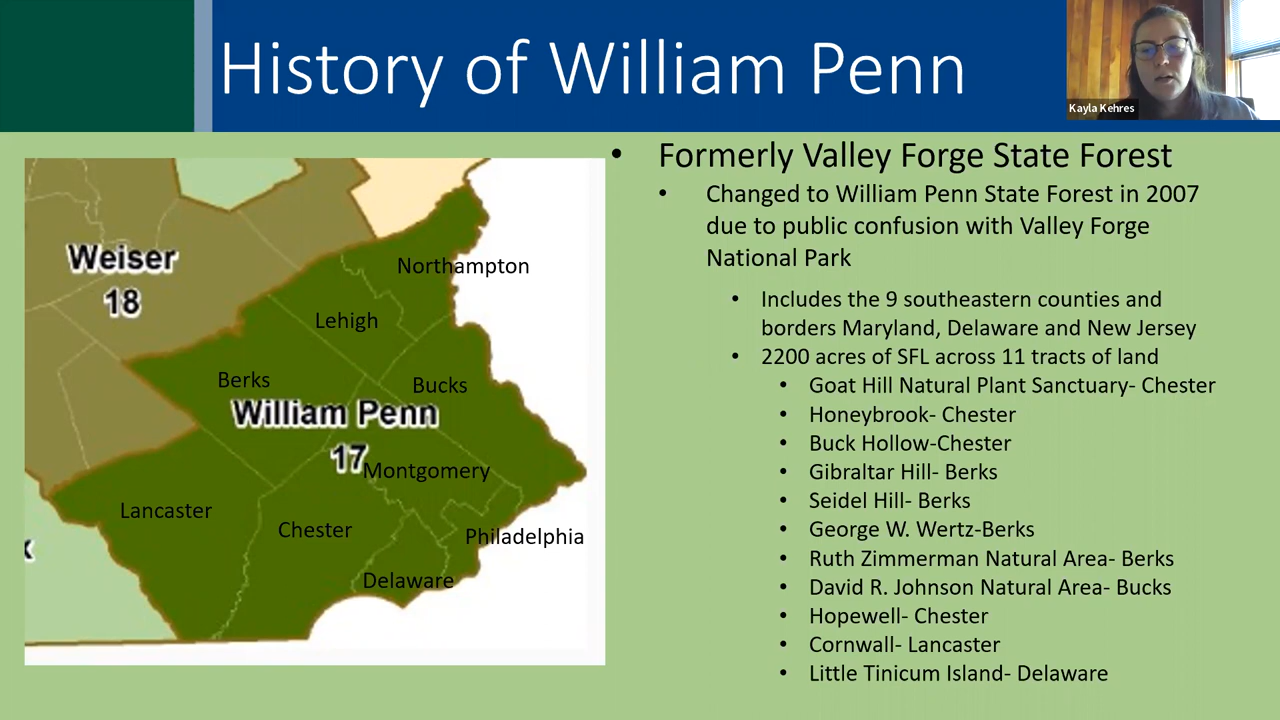 History of William Penn
Kayla Kehres
• Formerly Valley Forge State Forest
• Changed to William Penn State Forest in 2007
due to public confusion with Valley Forge
National Park
• Includes the 9 southeastern counties and
borders Maryland, Delaware and New Jersey
• 2200 acres of SFL across 11 tracts of land
• Goat Hill Natural Plant Sanctuary- Chester
• Honeybrook- Chester
• Buck Hollow-Chester
• Gibraltar Hill- Berks
• Seidel Hill- Berks
• George W. Wertz-Berks
• Ruth Zimmerman Natural Area- Berks
• David R. Johnson Natural Area- Bucks
• Hopewell- Chester
• Cornwall- Lancaster
• Little Tinicum Island- Delaware
Weiser
18
Northampton
Lehigh
Berks
Bucks
William Penn
17
Montgomery
Lancaster
Chester
Philadelphia
Delaware